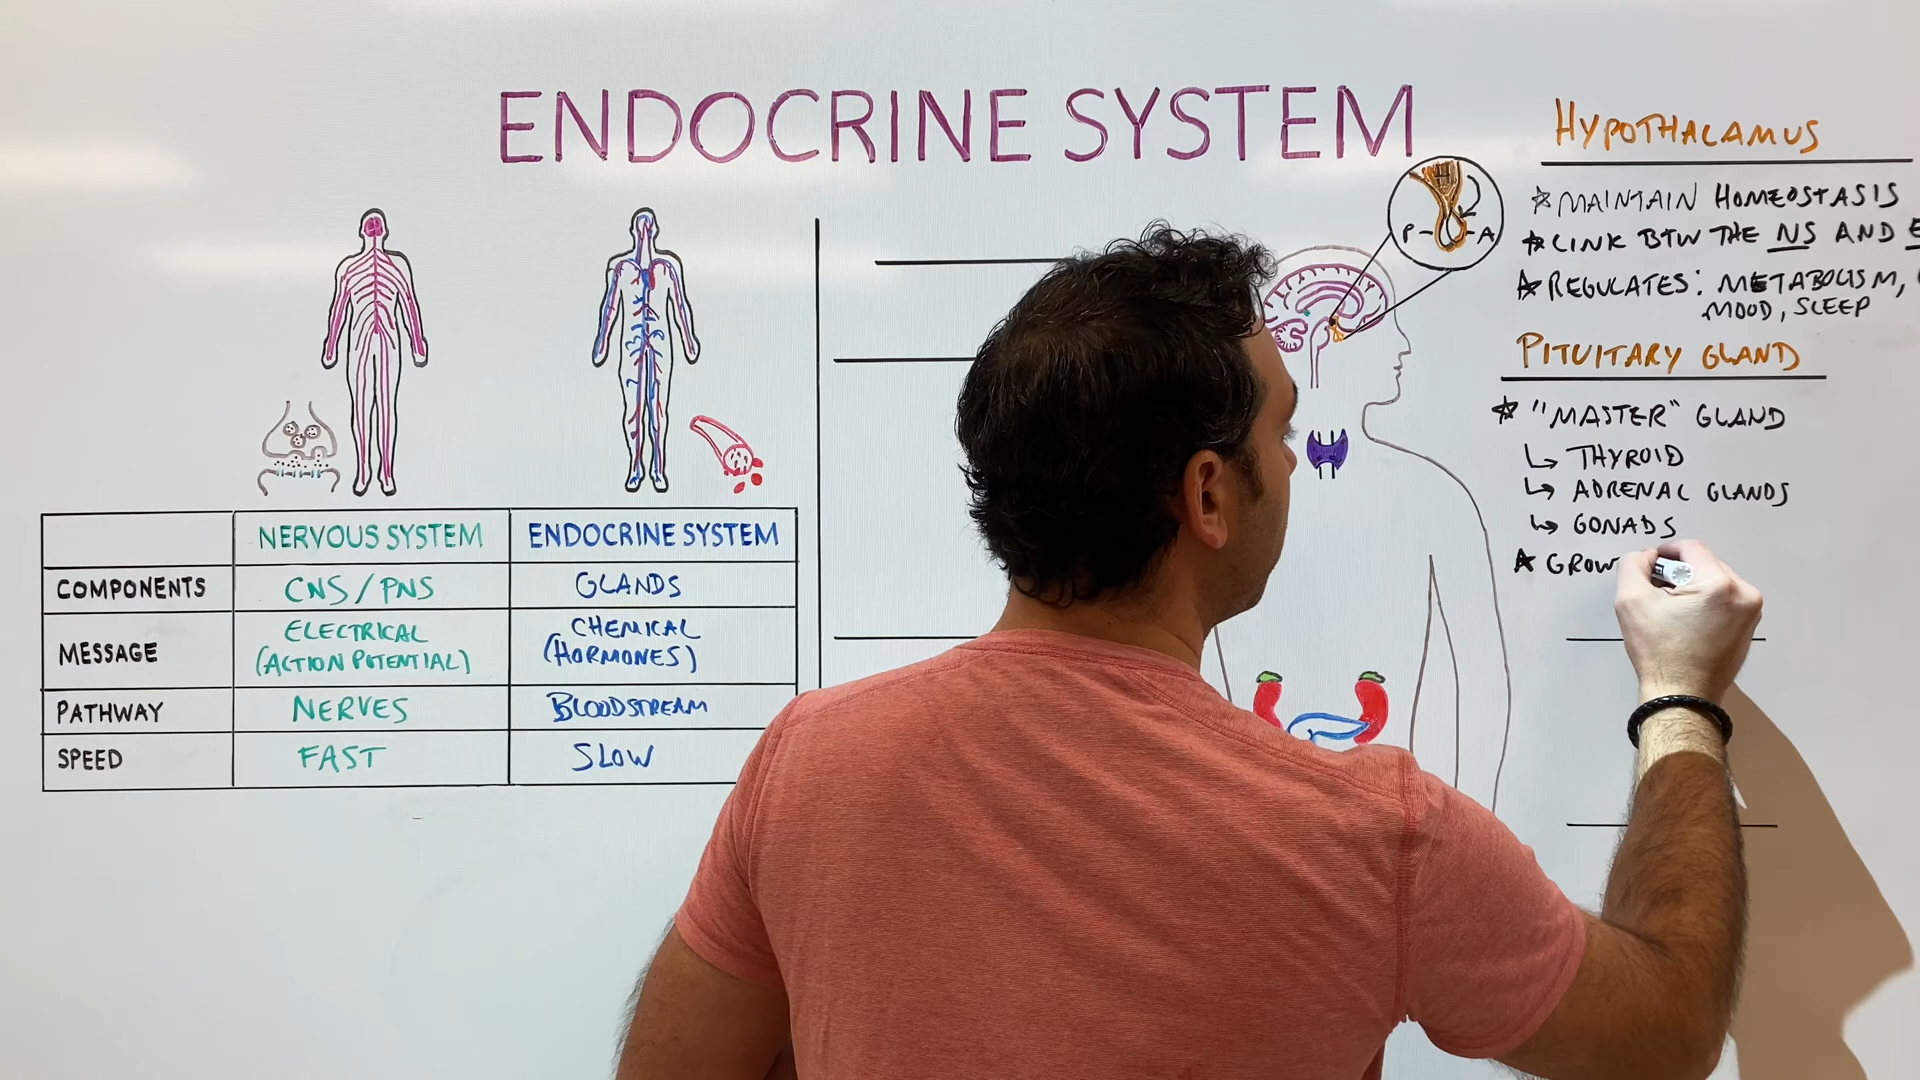 ENDOCRINE SYSTEM
NERVOUS SYSTEM ENDOCRINE SYSTEM
COMPONENTS CNS / PNS GLANDS
MESSAGE ELECTRICAL (ACTION POTENTIAL) CHEMICAL (HORMONES)
PATHWAY NERVES BLOODSTREAM
SPEED FAST SLOW
P - - A
HYPOTHALAMUS
☆ MAINTAIN HOMEOSTASIS
☆ LINK BTW THE NS AND E
☆ REGULATES: METABOLISM,
MOOD, SLEEP
PITUITARY GLAND
☆ "MASTER" GLAND
↳ THYROID
↳ ADRENAL GLANDS
↳ GONADS
☆ GROW